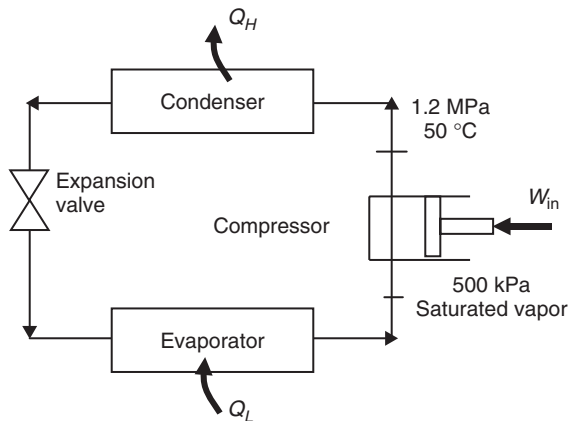 Q_H
Condenser
1.2 MPa
50 °C
Expansion
valve
Compressor
W_in
500 kPa
Saturated vapor
Evaporator
Q_L